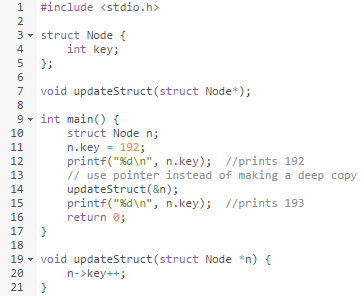 1 #include <stdio.h>
2
3 struct Node {
4     int key;
5 };
6
7 void updateStruct(struct Node*);
8
9 int main() {
10     struct Node n;
11     n.key = 192;
12     printf("%d\n", n.key);  //prints 192
13     // use pointer instead of making a deep copy
14     updateStruct(&n);
15     printf("%d\n", n.key);  //prints 193
16     return 0;
17 }
18
19 void updateStruct(struct Node *n) {
20     n->key++;
21 }